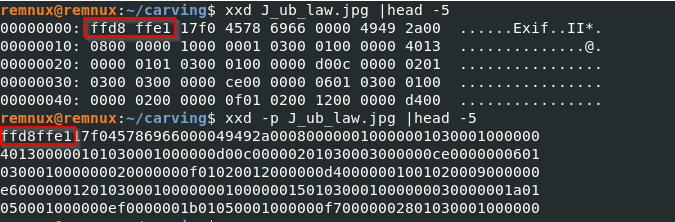 remnux@remnux:~/carving$ xxd J_ub_law.jpg |head -5
00000000: ffd8 ffe1 17f0 4578 6966 0000 4949 2a00  ......Exif..II*.
00000010: 0800 0000 1000 0001 0300 0100 0000 4013  ..............@.
00000020: 0000 0101 0300 0100 0000 d00c 0000 0201  ................
00000030: 0300 0300 0000 ce00 0000 0601 0300 0100  ................
00000040: 0000 0200 0000 0f01 0200 1200 0000 d400  ................
remnux@remnux:~/carving$ xxd -p J_ub_law.jpg |head -5
ffd8ffe117f045786966000049492a000800000010000001030001000000
401300000101030001000000d00c00000201030003000000ce0000000601
030001000000020000000f01020012000000d40000001001020009000000
e60000001201030001000000010000001501030001000000030000001a01
050001000000ef0000001b01050001000000f70000002801030001000000